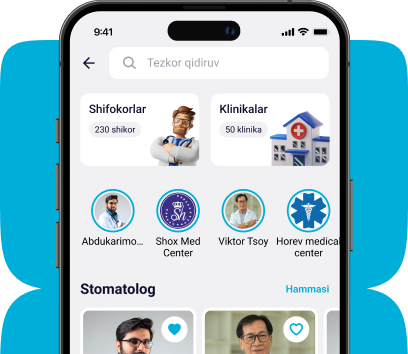 9:41
Tezkor qidiruv
Shifokorlar
230 shikor
Klinikalar
50 klinika
Sh
Abdukarimo...
Shox Med
Center
Viktor Tsoy
Horev medical
center
Stomatolog
Hammasi